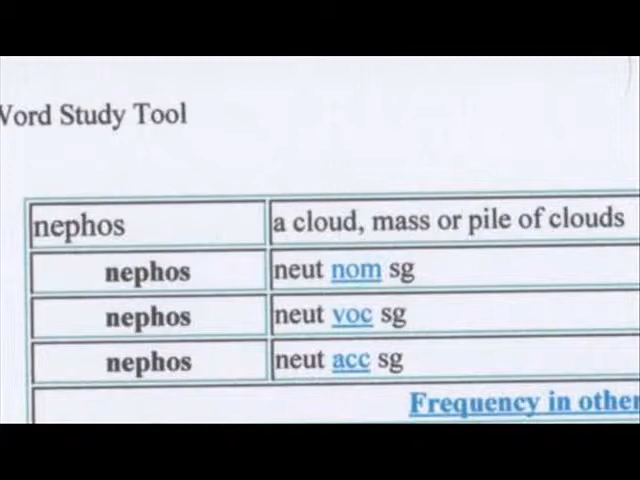 Word Study Tool
nephos a cloud, mass or pile of clouds
nephos neut nom sg
nephos neut voc sg
nephos neut acc sg
Frequency in other